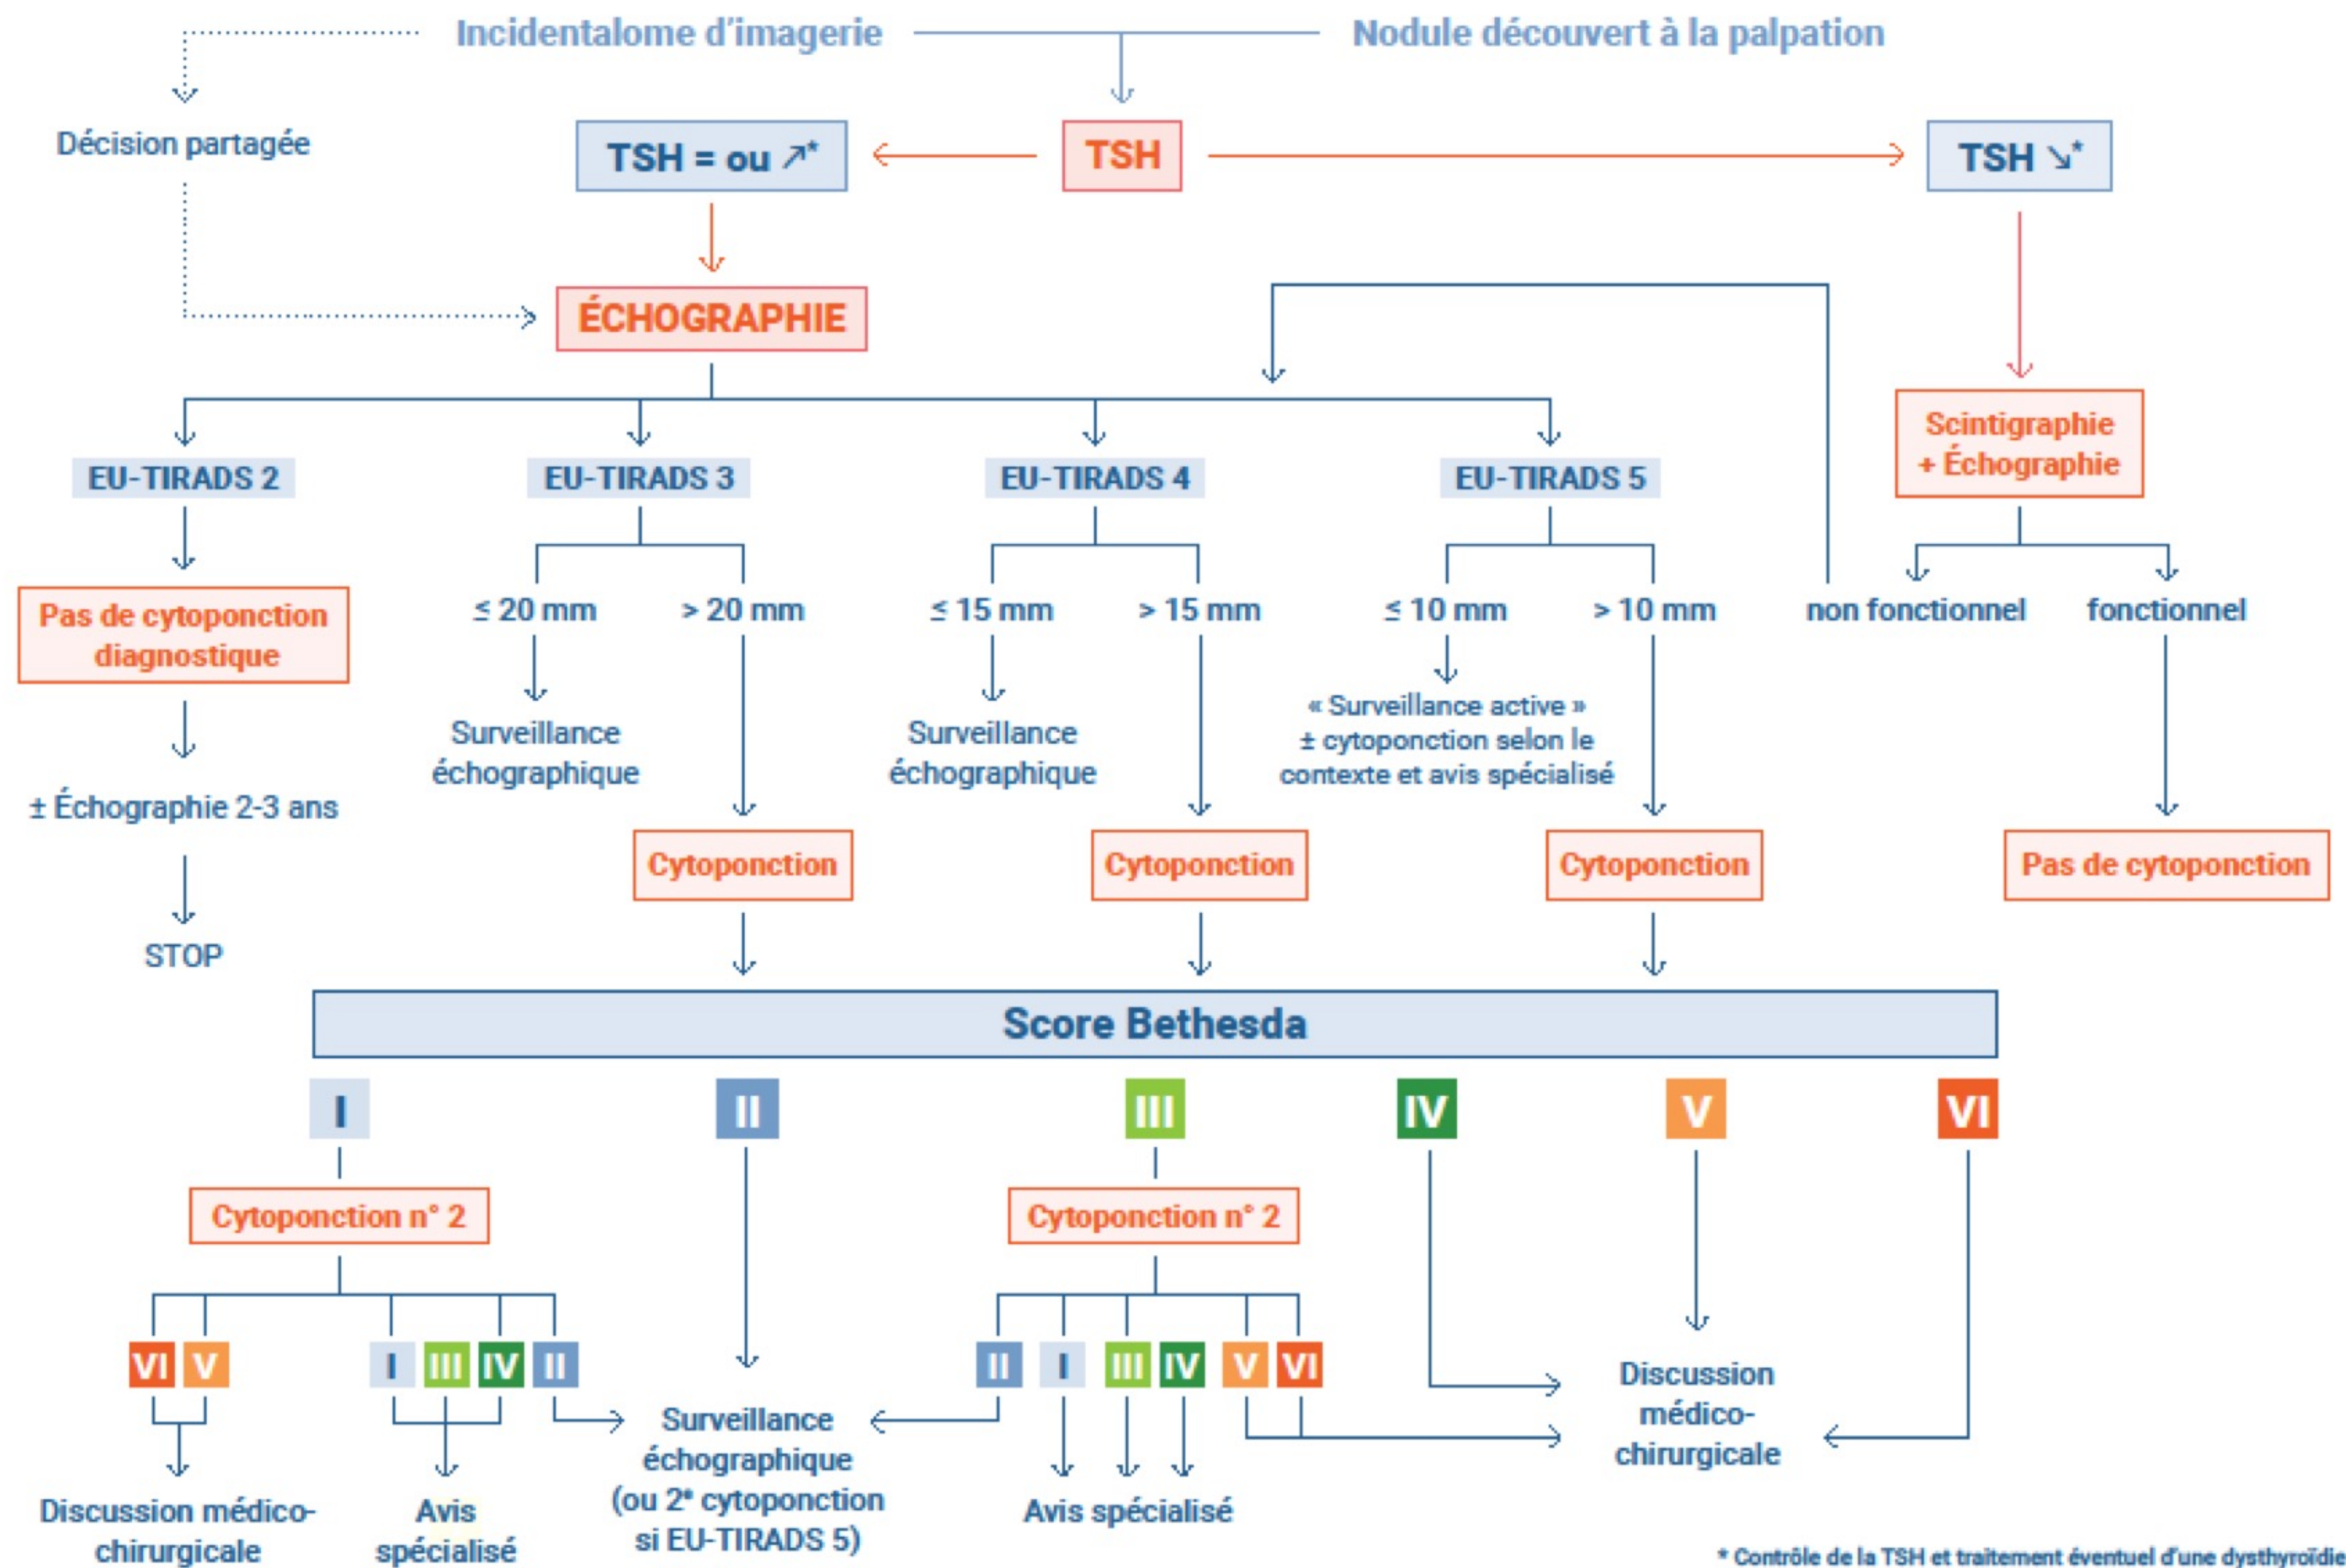 Incidentalome d’imagerie
Nodule découvert à la palpation
Décision partagée
TSH = ou ↗*
TSH
TSH ↘*
ÉCHOGRAPHIE
Scintigraphie
+ Échographie
EU-TIRADS 2
EU-TIRADS 3
EU-TIRADS 4
EU-TIRADS 5
Pas de cytoponction
diagnostique
≤ 20 mm
> 20 mm
≤ 15 mm
> 15 mm
≤ 10 mm
> 10 mm
non fonctionnel
fonctionnel
Surveillance
échographique
Surveillance
échographique
« Surveillance active »
± cytoponction selon le
contexte et avis spécialisé
± Échographie 2-3 ans
Cytoponction
Cytoponction
Cytoponction
Pas de cytoponction
STOP
Score Bethesda
I
II
III
IV
V
VI
Cytoponction n° 2
Cytoponction n° 2
VI
V
I
III
IV
II
II
I
III
IV
V
VI
Discussion médico-
chirurgicale
Avis
spécialisé
Surveillance
échographique
(ou 2e cytoponction
si EU-TIRADS 5)
Avis spécialisé
Discussion
médico-
chirurgicale
* Contrôle de la TSH et traitement éventuel d’une dysthyroïdie